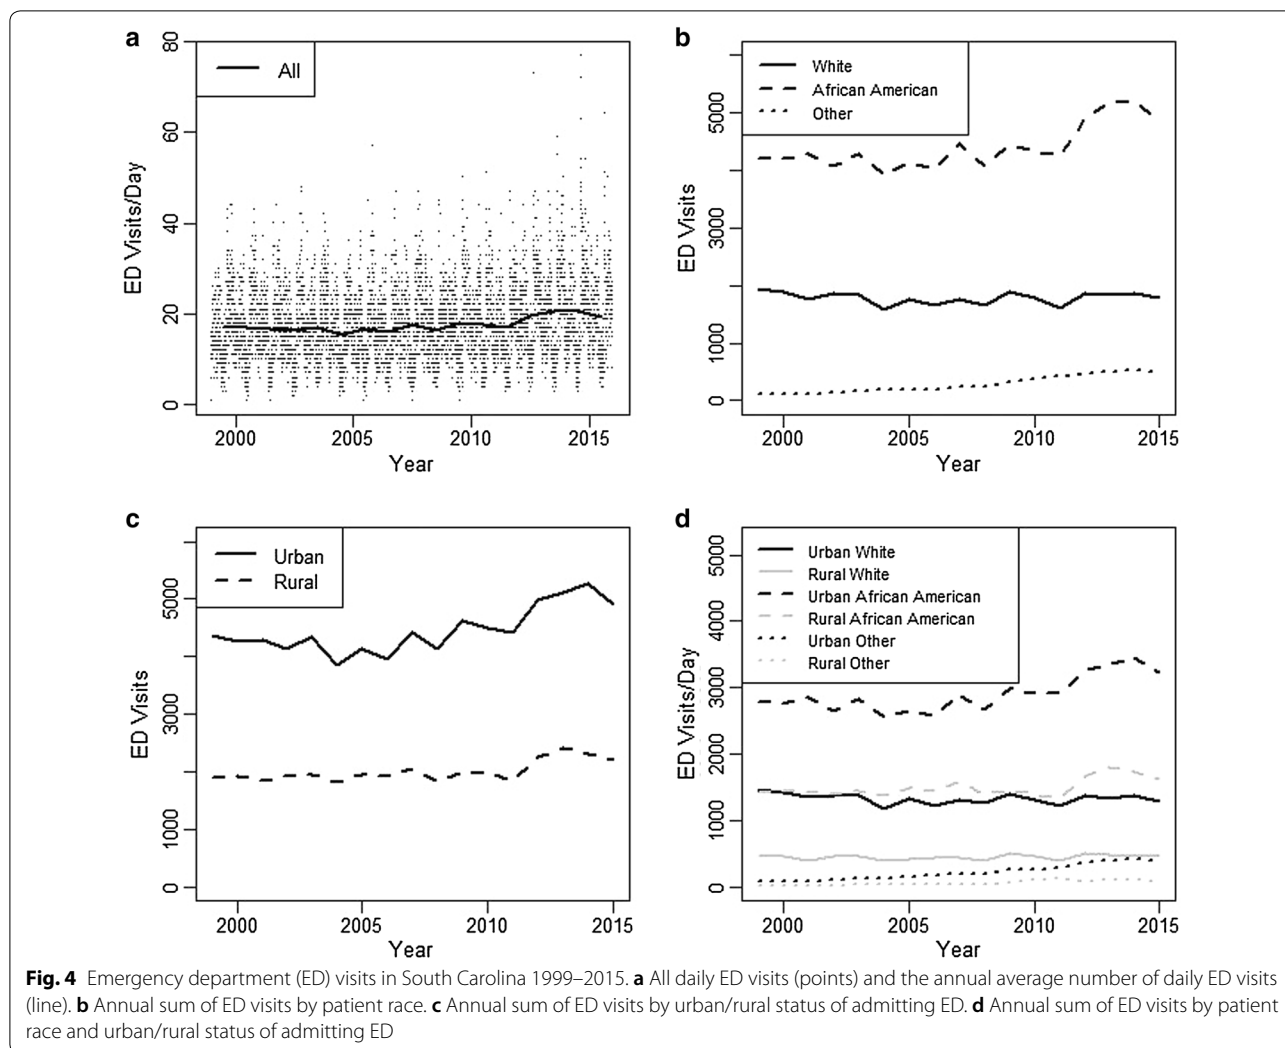 a
80
60
40
20
0
ED Visits/Day
All
2000 2005 2010 2015
Year
b
5000
3000
1000
0
ED Visits
White
African American
Other
2000 2005 2010 2015
Year
c
5000
3000
1000
0
ED Visits
Urban
Rural
2000 2005 2010 2015
Year
d
5000
4000
3000
2000
1000
0
ED Visits/Day
Urban White
Rural White
Urban African American
Rural African American
Urban Other
Rural Other
2000 2005 2010 2015
Year
Fig. 4 Emergency department (ED) visits in South Carolina 1999–2015. a All daily ED visits (points) and the annual average number of daily ED visits
(line). b Annual sum of ED visits by patient race. c Annual sum of ED visits by urban/rural status of admitting ED. d Annual sum of ED visits by patient
race and urban/rural status of admitting ED